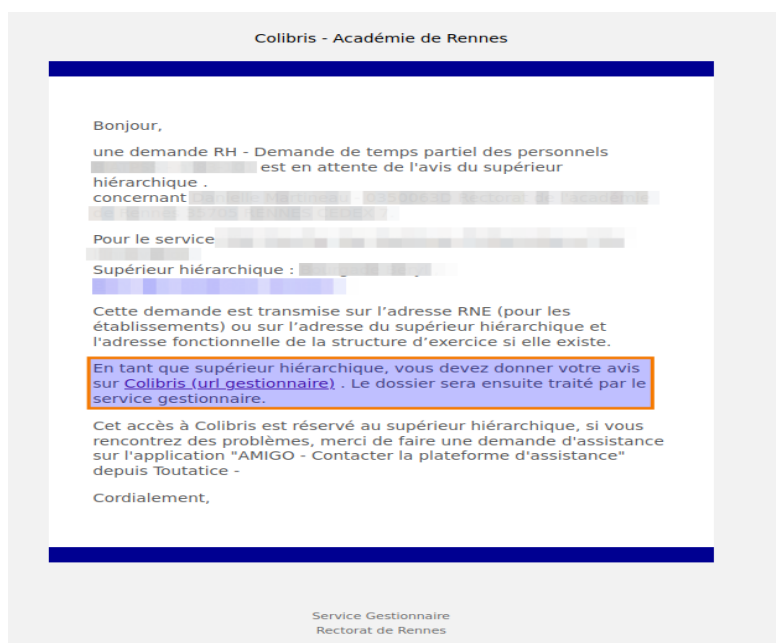 Colibris - Académie de Rennes
Bonjour,
une demande RH - Demande de temps partiel des personnels
est en attente de l'avis du supérieur
hiérarchique .
concernant
Pour le service
Supérieur hiérarchique :
Cette demande est transmise sur l’adresse RNE (pour les
établissements) ou sur l’adresse du supérieur hiérarchique et
l'adresse fonctionnelle de la structure d’exercice si elle existe.
En tant que supérieur hiérarchique, vous devez donner votre avis
sur Colibris (url gestionnaire) . Le dossier sera ensuite traité par le
service gestionnaire.
Cet accès à Colibris est réservé au supérieur hiérarchique, si vous
rencontrez des problèmes, merci de faire une demande d'assistance
sur l'application "AMIGO - Contacter la plateforme d'assistance"
depuis Toutatice -
Cordialement,
Service Gestionnaire
Rectorat de Rennes